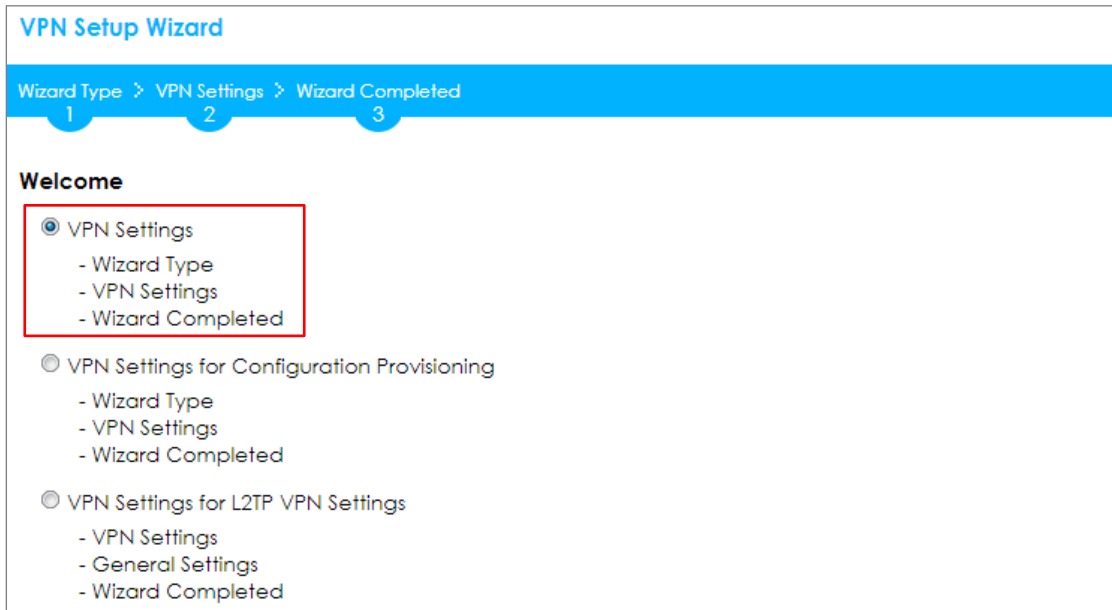 VPN Setup Wizard
Wizard Type > VPN Settings > Wizard Completed
1 2 3
Welcome
VPN Settings
- Wizard Type
- VPN Settings
- Wizard Completed
VPN Settings for Configuration Provisioning
- Wizard Type
- VPN Settings
- Wizard Completed
VPN Settings for L2TP VPN Settings
- VPN Settings
- General Settings
- Wizard Completed